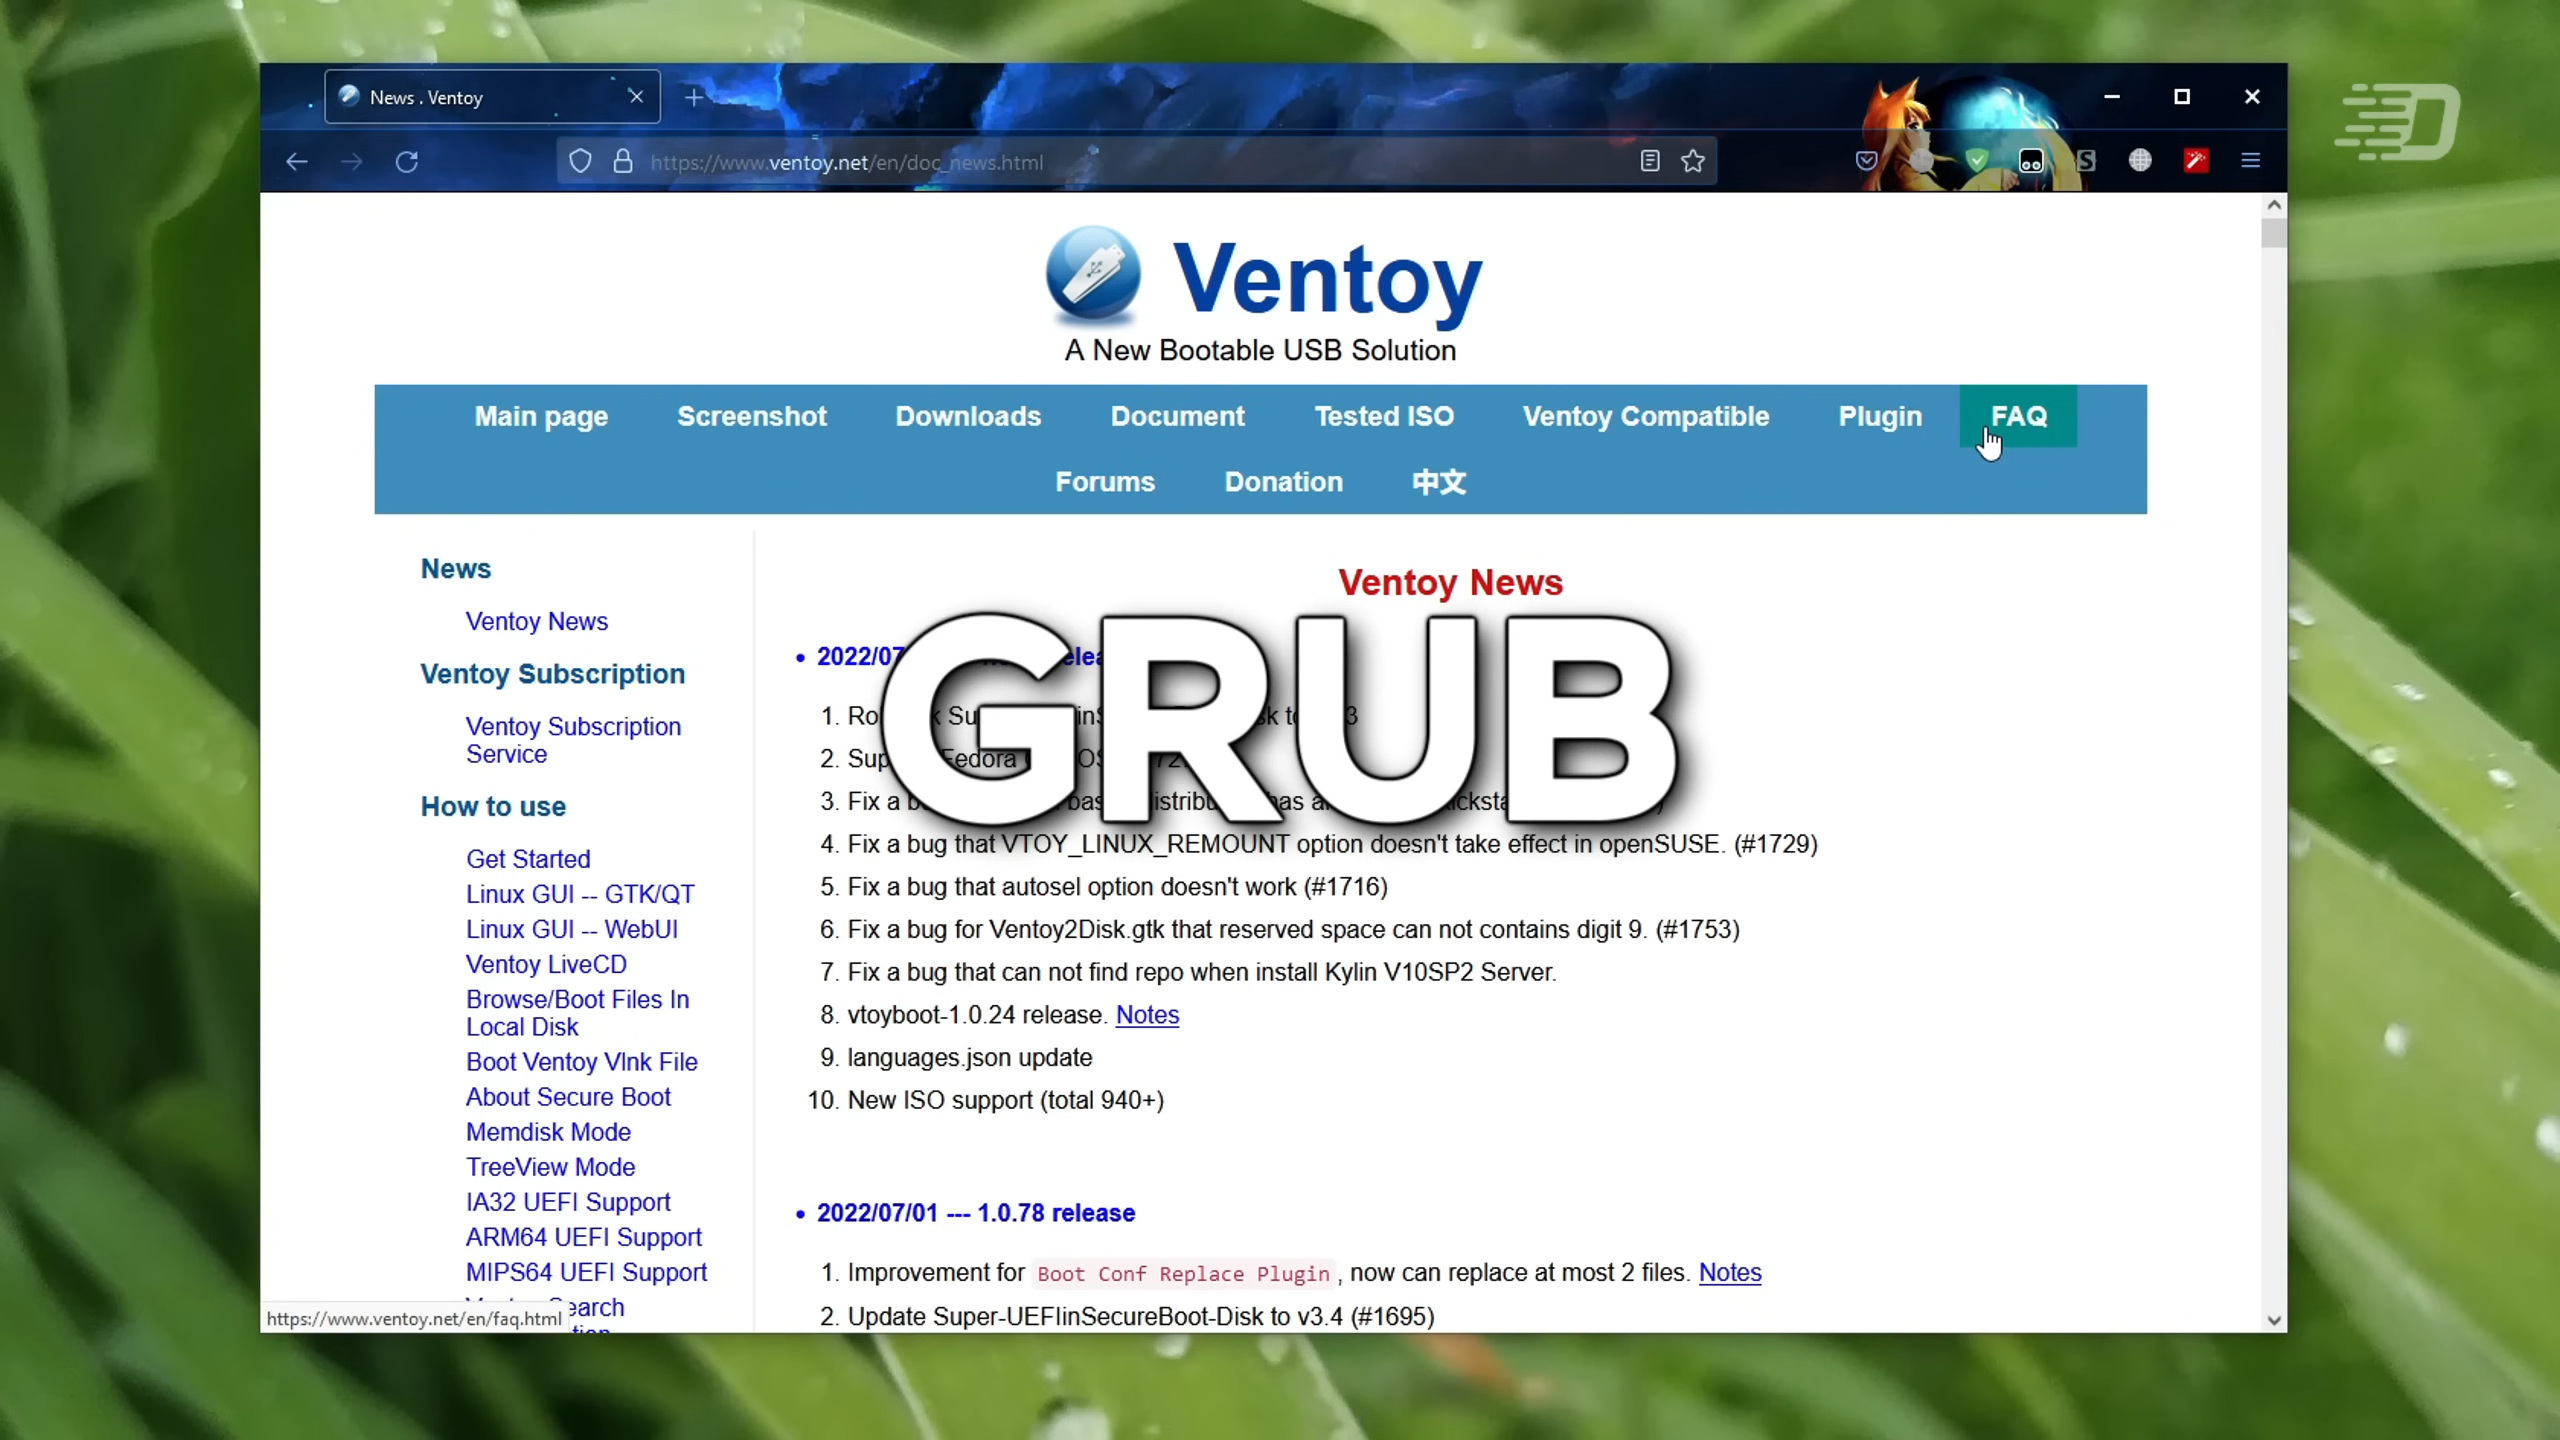 News . Ventoy
https://www.ventoy.net/en/doc_news.html
Ventoy
A New Bootable USB Solution
Main page Screenshot Downloads Document Tested ISO Ventoy Compatible Plugin FAQ
Forums Donation 中文
News
Ventoy News
Ventoy Subscription
Ventoy Subscription
Service
How to use
Get Started
Linux GUI -- GTK/QT
Linux GUI -- WebUI
Ventoy LiveCD
Browse/Boot Files In
Local Disk
Boot Ventoy Vlnk File
About Secure Boot
Memdisk Mode
TreeView Mode
IA32 UEFI Support
ARM64 UEFI Support
MIPS64 UEFI Support
https://www.ventoy.net/en/faq.html
Ventoy News
GRUB
• 2022/07
1.
2. Fedora
3. Fix a
4. Fix a bug that VTOY_LINUX_REMOUNT option doesn't take effect in openSUSE. (#1729)
5. Fix a bug that autosel option doesn't work (#1716)
6. Fix a bug for Ventoy2Disk.gtk that reserved space can not contains digit 9. (#1753)
7. Fix a bug that can not find repo when install Kylin V10SP2 Server.
8. vtoyboot-1.0.24 release. Notes
9. languages.json update
10. New ISO support (total 940+)
• 2022/07/01 --- 1.0.78 release
1. Improvement for Boot Conf Replace Plugin , now can replace at most 2 files. Notes
2. Update Super-UEFIinSecureBoot-Disk to v3.4 (#1695)